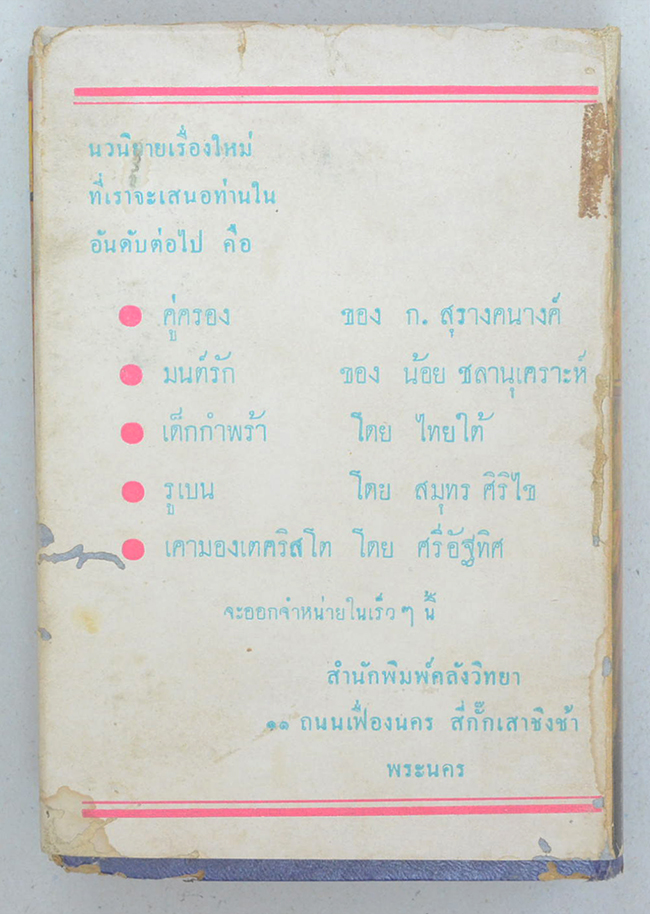 นวนิยายเรื่องใหม่
ที่เราจะเสนอท่านใน
อันดับต่อไป คือ
คู่ครอง ของ ก. สุรางคนางค์
มนต์รัก ของ น้อย ชลานุเคราะห์
เด็กกำพร้า โดย ไทยใต้
รูเบน โดย สมุทร ศิริไข
เคามองเตคริสโต โดย ศรีอัฐทิศ
จะออกจำหน่ายในเร็วๆ นี้
สำนักพิมพ์คลังวิทยา
๑๑ ถนนเฟื่องนคร สี่กั๊กเสาชิงช้า
พระนคร